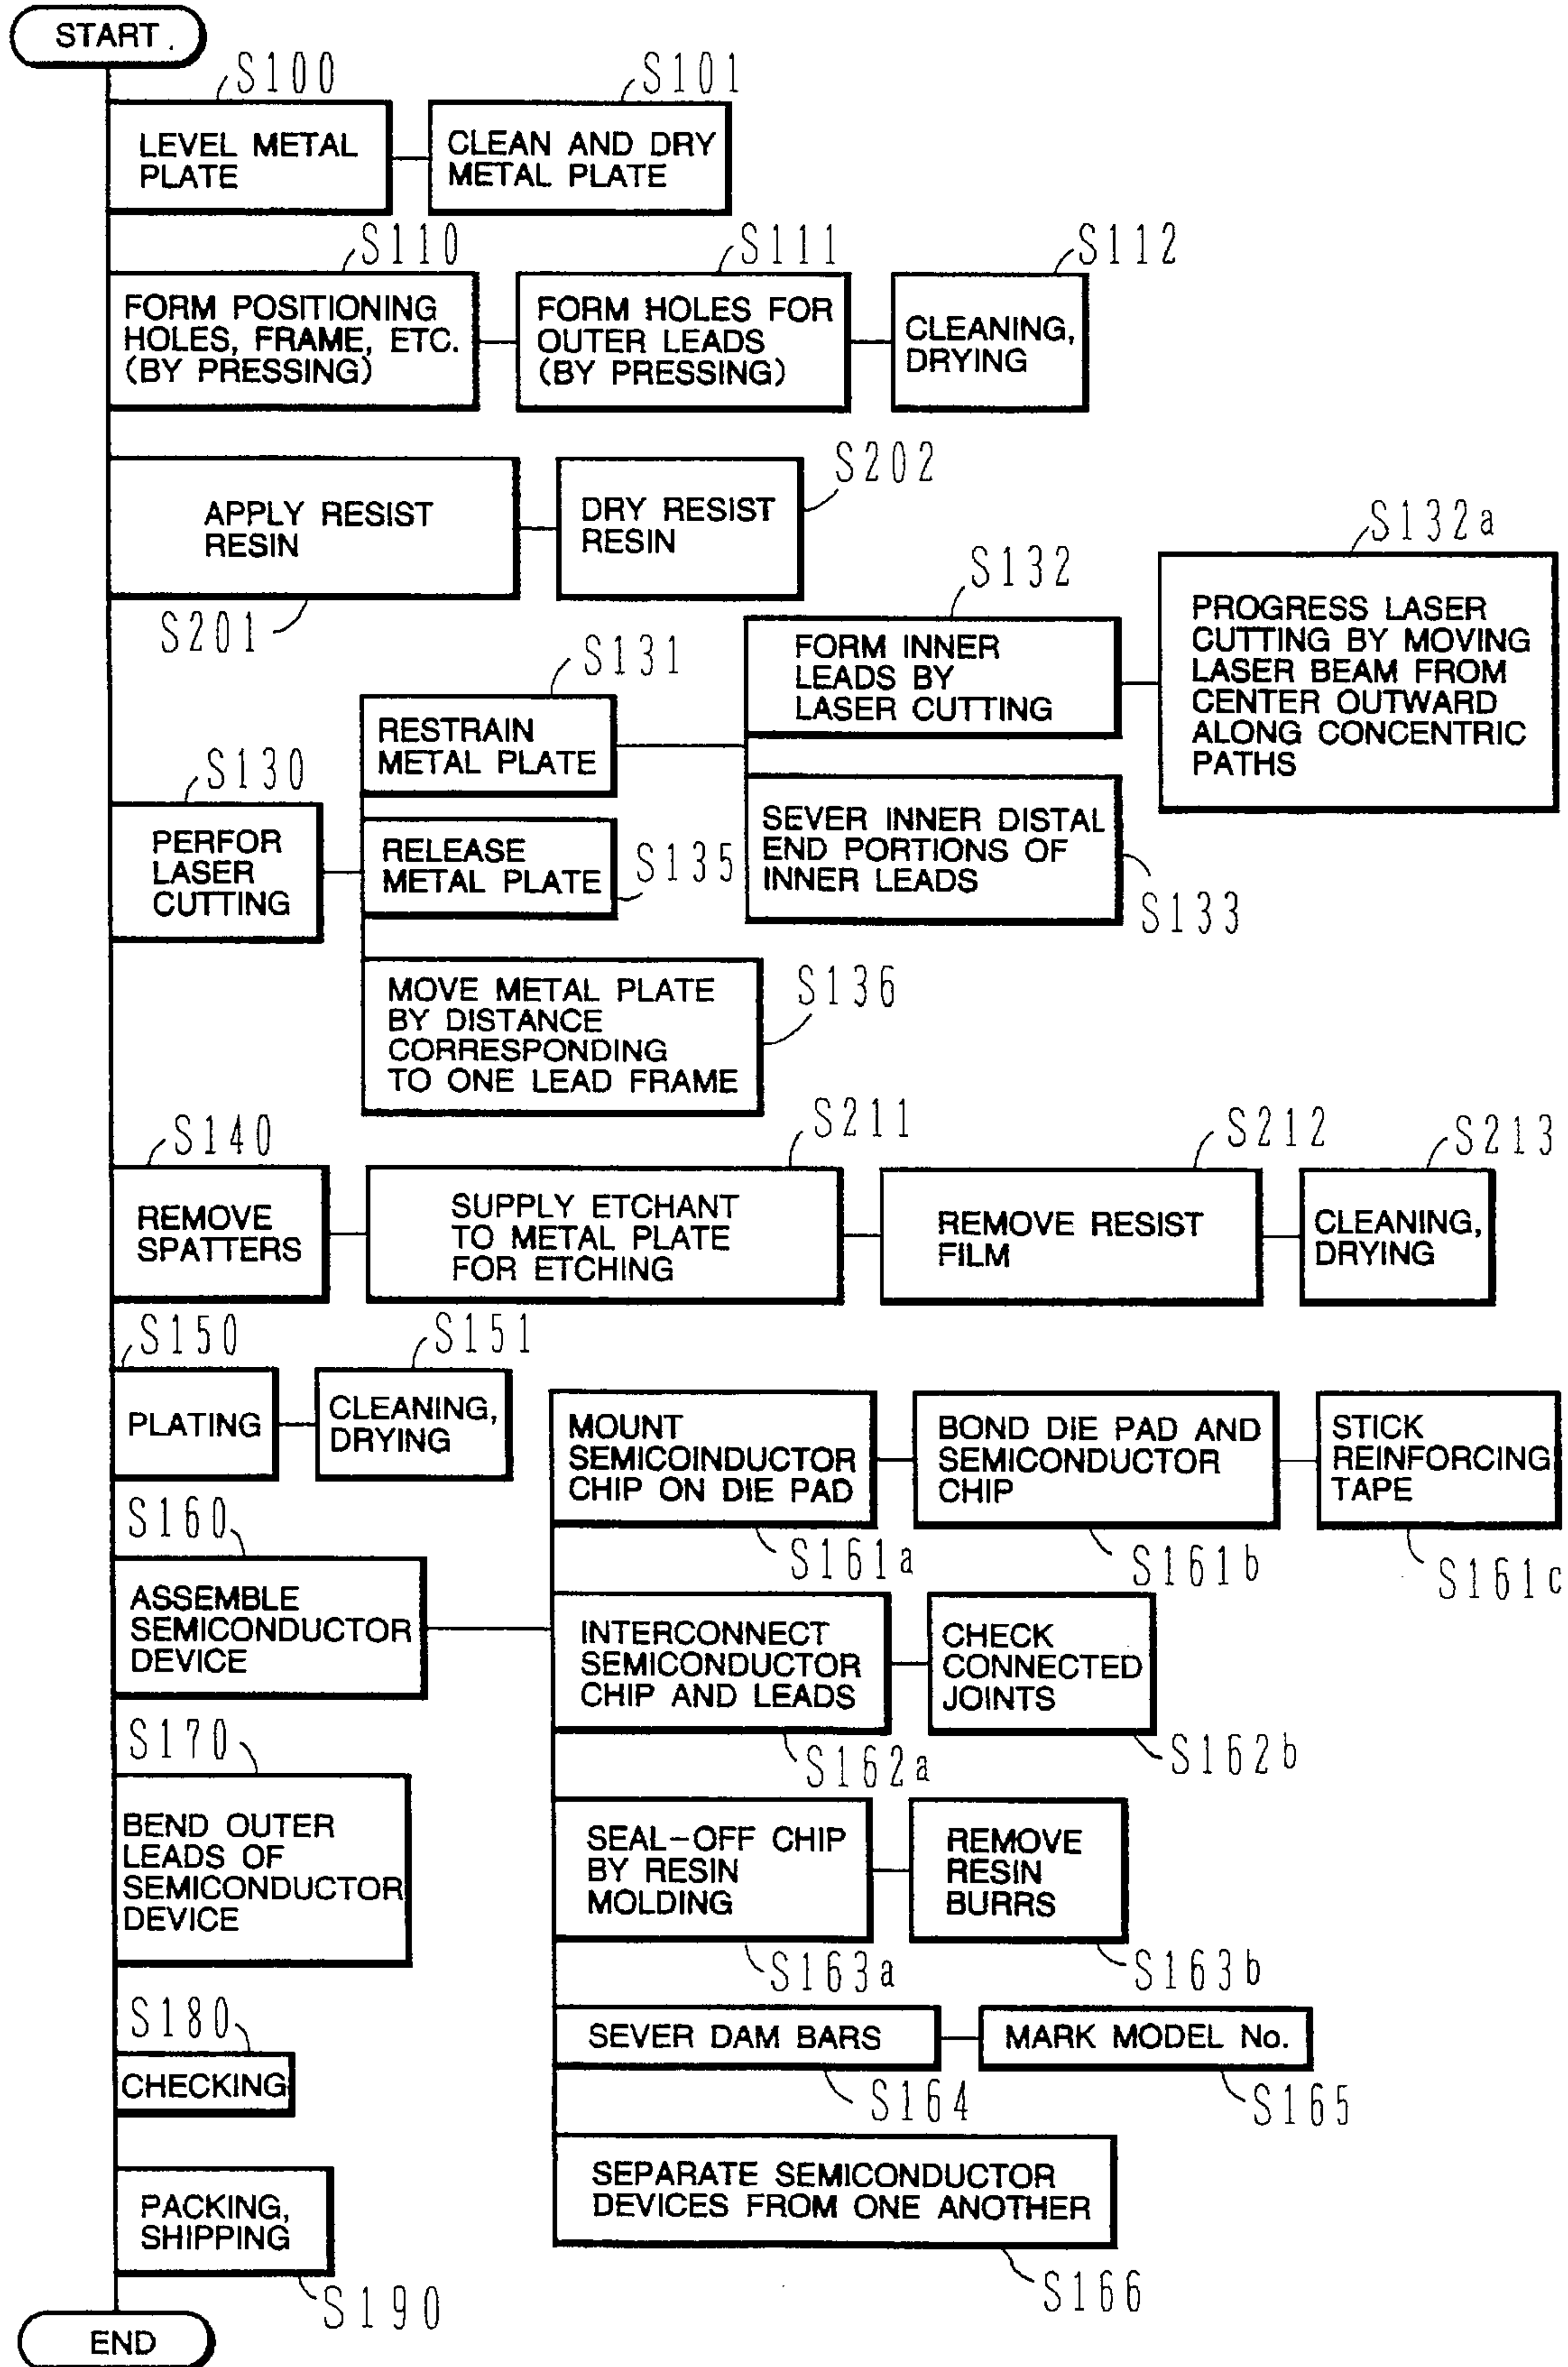 START
S100
LEVEL METAL
PLATE
S101
CLEAN AND DRY
METAL PLATE
S110
FORM POSITIONING
HOLES, FRAME, ETC.
(BY PRESSING)
S111
FORM HOLES FOR
OUTER LEADS
(BY PRESSING)
S112
CLEANING,
DRYING
APPLY RESIST
RESIN
S201
DRY RESIST
RESIN
S202
S130
PERFOR
LASER
CUTTING
S131
RESTRAIN
METAL PLATE
S132
FORM INNER
LEADS BY
LASER CUTTING
S132a
PROGRESS LASER
CUTTING BY MOVING
LASER BEAM FROM
CENTER OUTWARD
ALONG CONCENTRIC
PATHS
SEVER INNER DISTAL
END PORTIONS OF
INNER LEADS
S133
RELEASE
METAL PLATE
S135
MOVE METAL PLATE
BY DISTANCE
CORRESPONDING
TO ONE LEAD FRAME
S136
S140
REMOVE
SPATTERS
S211
SUPPLY ETCHANT
TO METAL PLATE
FOR ETCHING
S212
REMOVE RESIST
FILM
S213
CLEANING,
DRYING
S150
PLATING
S151
CLEANING,
DRYING
S160
ASSEMBLE
SEMICONDUCTOR
DEVICE
MOUNT
SEMICOINDUCTOR
CHIP ON DIE PAD
S161a
BOND DIE PAD AND
SEMICONDUCTOR
CHIP
S161b
STICK
REINFORCING
TAPE
S161c
INTERCONNECT
SEMICONDUCTOR
CHIP AND LEADS
S162a
CHECK
CONNECTED
JOINTS
S162b
SEAL-OFF CHIP
BY RESIN
MOLDING
S163a
REMOVE
RESIN
BURRS
S163b
SEVER DAM BARS
S164
MARK MODEL No.
S165
SEPARATE SEMICONDUCTOR
DEVICES FROM ONE ANOTHER
S166
S170
BEND OUTER
LEADS OF
SEMICONDUCTOR
DEVICE
S180
CHECKING
PACKING,
SHIPPING
S190
END